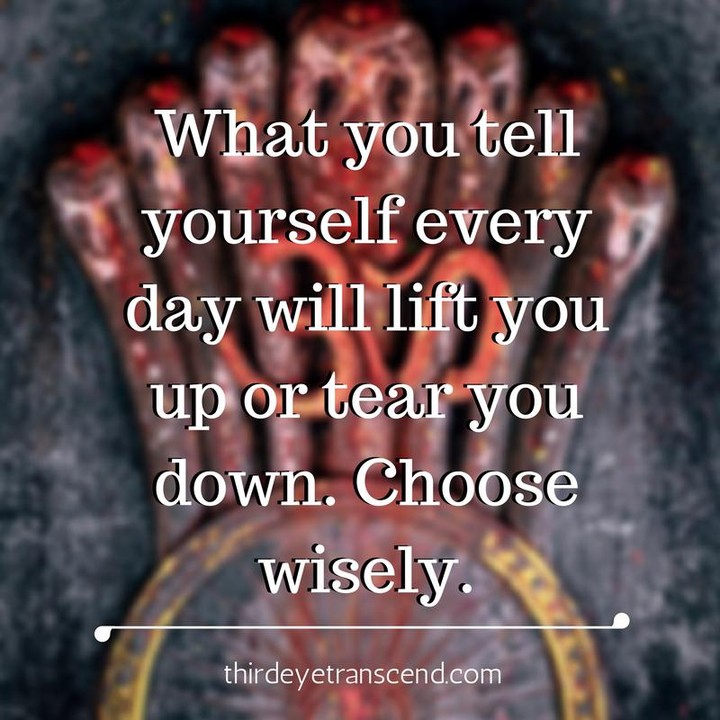 What you tell
yourself every
day will lift you
up or tear you
down. Choose
wisely.
thirdeyetranscend.com